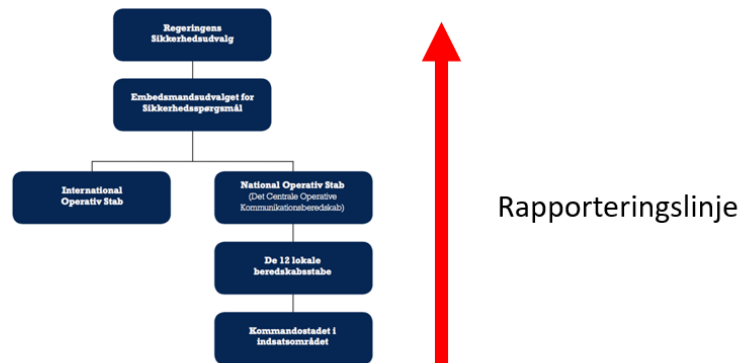 Regeringens
Sikkerhedsudvalg
Embedsmandsudvalget for
Sikkerhedsspørgsmål
International
Operativ Stab
National Operativ Stab
(Det Centrale Operative
Kommunikationsberedskab)
Rapporteringslinje
De 12 lokale
beredskabsstabe
Kommandostadet i
indsatsområdet